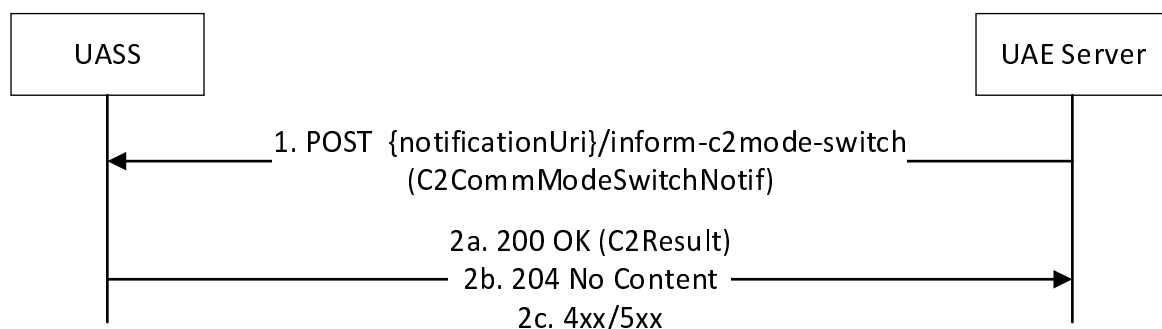 UASS
UAE Server
1. POST {notificationUri}/inform-c2mode-switch
(C2CommModeSwitchNotif)
2a. 200 OK (C2Result)
2b. 204 No Content
2c. 4xx/5xx